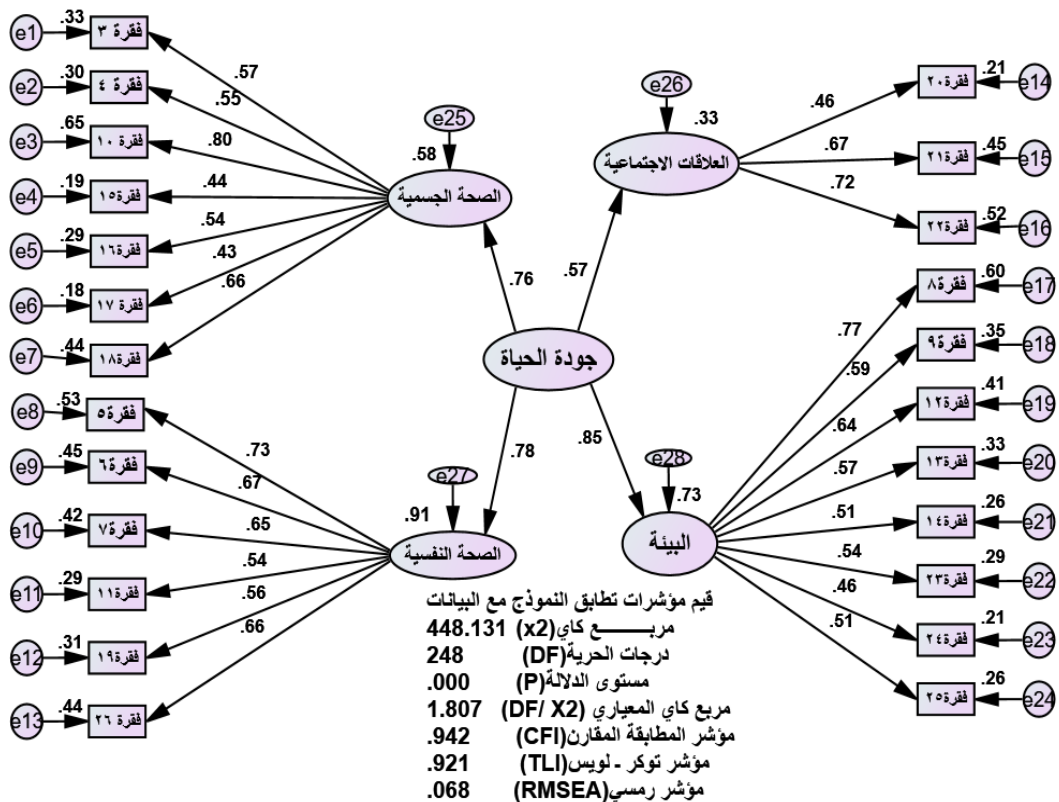 e1 .33 فقرة ٣ .57
e2 .30 فقرة ٤ .55
e3 .65 فقرة ١٠ .80
e4 .19 فقرة١٥ .44
e5 .29 فقرة١٦ .54
e6 .18 فقرة ١٧ .43
e7 .44 فقرة١٨ .66
e25
.58
الصحة الجسمية
.76
e26
.33
العلاقات الاجتماعية
.57
.46 فقرة٢٠ .21 e14
.67 فقرة٢١ .45 e15
.72 فقرة٢٢ .52 e16
جودة الحياة
e8 .53 فقرة٥ .73
e9 .45 فقرة٦ .67
e10 .42 فقرة٧ .65
e11 .29 فقرة١١ .54
e12 .31 فقرة١٩ .56
e13 .44 فقرة ٢٦ .66
.78
e27
.91
الصحة النفسية
.85
e28
.73
البيئة
.77 فقرة٨ .60 e17
.59 فقرة٩ .35 e18
.64 فقرة١٢ .41 e19
.57 فقرة١٣ .33 e20
.51 فقرة١٤ .26 e21
.54 فقرة٢٣ .29 e22
.46 فقرة٢٤ .21 e23
.51 فقرة٢٥ .26 e24
قيم مؤشرات تطابق النموذج مع البيانات
مربــــــع كاي(x2) 448.131
درجات الحرية(DF) 248
مستوى الدلالة(P) .000
مربع كاي المعياري (DF/ X2) 1.807
مؤشر المطابقة المقارن(CFI) .942
مؤشر توكر ـ لويس(TLI) .921
مؤشر رمسي(RMSEA) .068